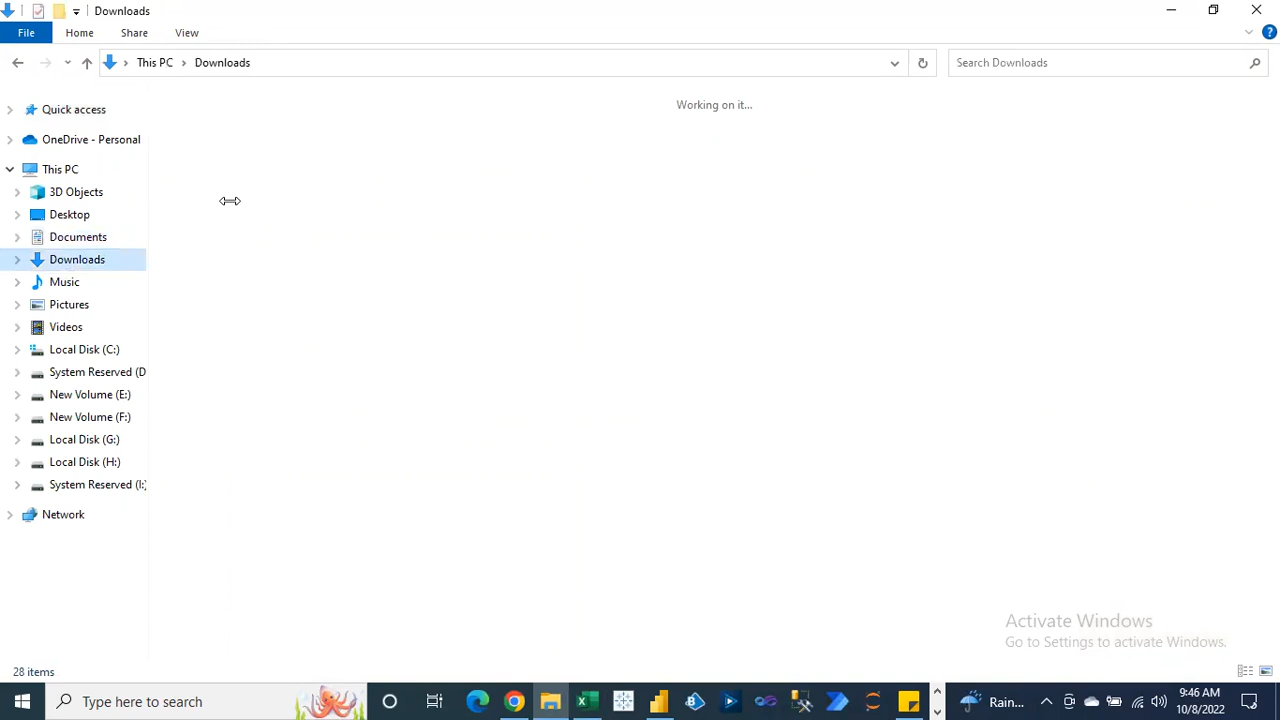 Downloads
File Home Share View
This PC Downloads
Search Downloads
Working on it...
Quick access
OneDrive - Personal
This PC
3D Objects
Desktop
Documents
Downloads
Music
Pictures
Videos
Local Disk (C:)
System Reserved (D
New Volume (E:)
New Volume (F:)
Local Disk (G:)
Local Disk (H:)
System Reserved (I:)
Network
Activate Windows
Go to Settings to activate Windows.
28 items
Type here to search
Rain...
9:46 AM
10/8/2022